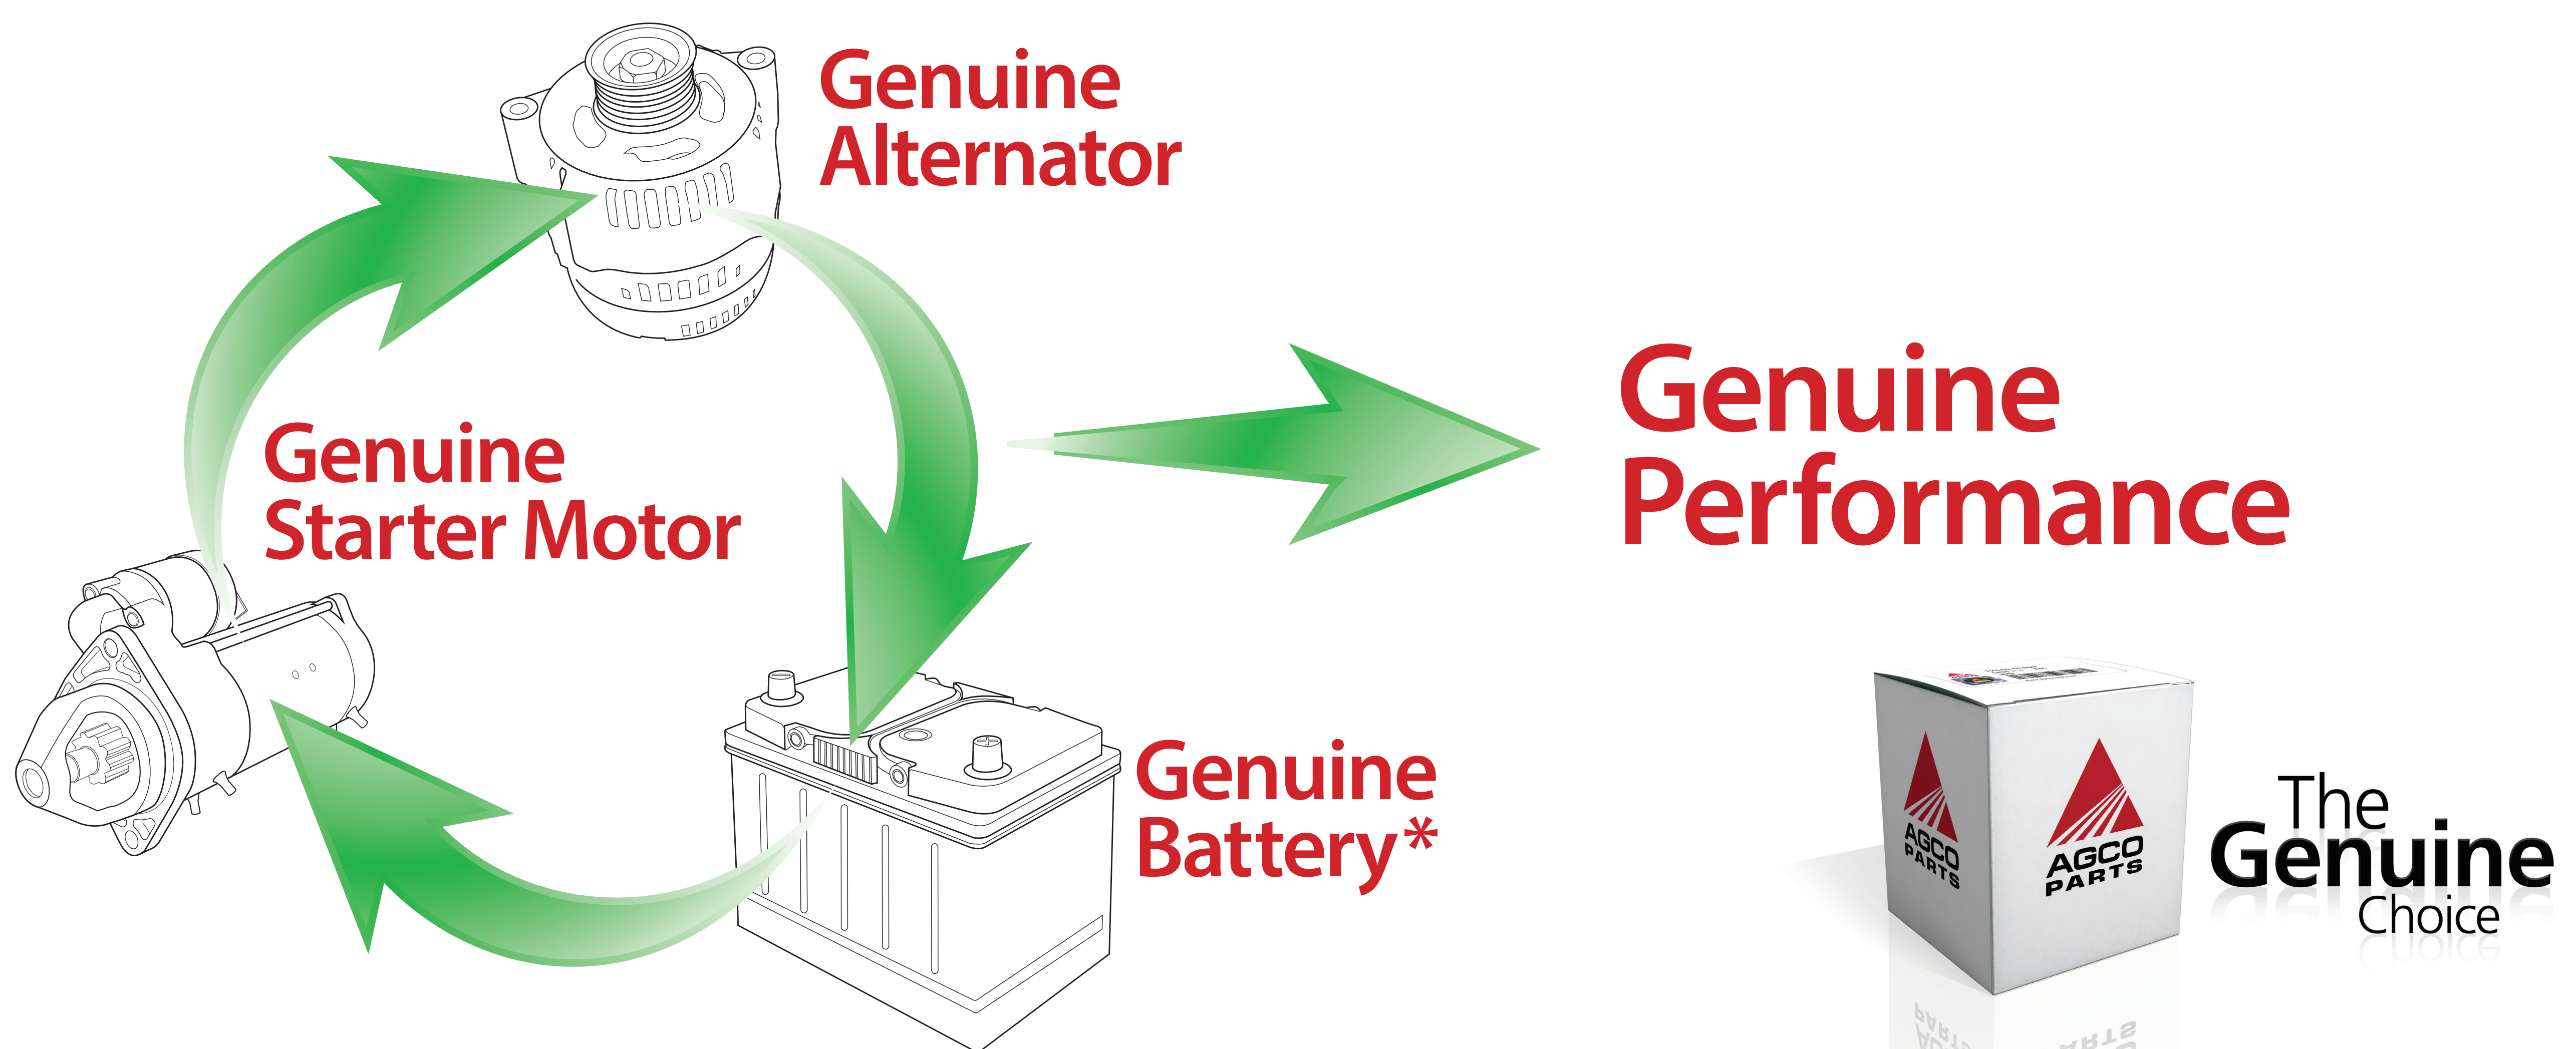 Genuine
Alternator
Genuine
Starter Motor
Genuine
Performance
Genuine
Battery*
AGCO
PARTS
AGCO
PARTS
The
Genuine
Choice